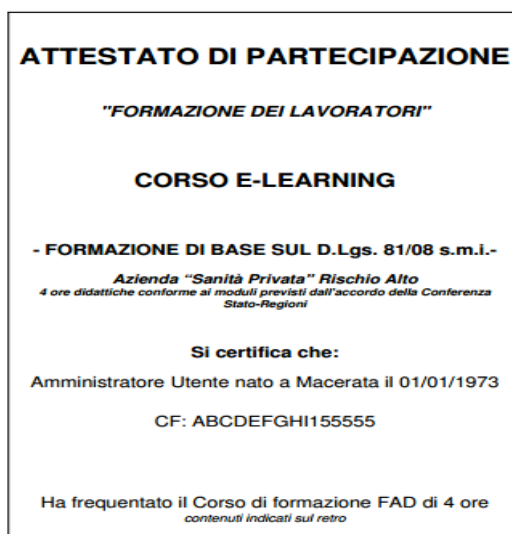 ATTESTATO DI PARTECIPAZIONE
"FORMAZIONE DEI LAVORATORI"
CORSO E-LEARNING
- FORMAZIONE DI BASE SUL D.Lgs. 81/08 s.m.i.-
Azienda “Sanità Privata” Rischio Alto
4 ore didattiche conforme ai moduli previsti dall'accordo della Conferenza
Stato-Regioni
Si certifica che:
Amministratore Utente nato a Macerata il 01/01/1973
CF: ABCDEFGHI155555
Ha frequentato il Corso di formazione FAD di 4 ore
contenuti indicati sul retro